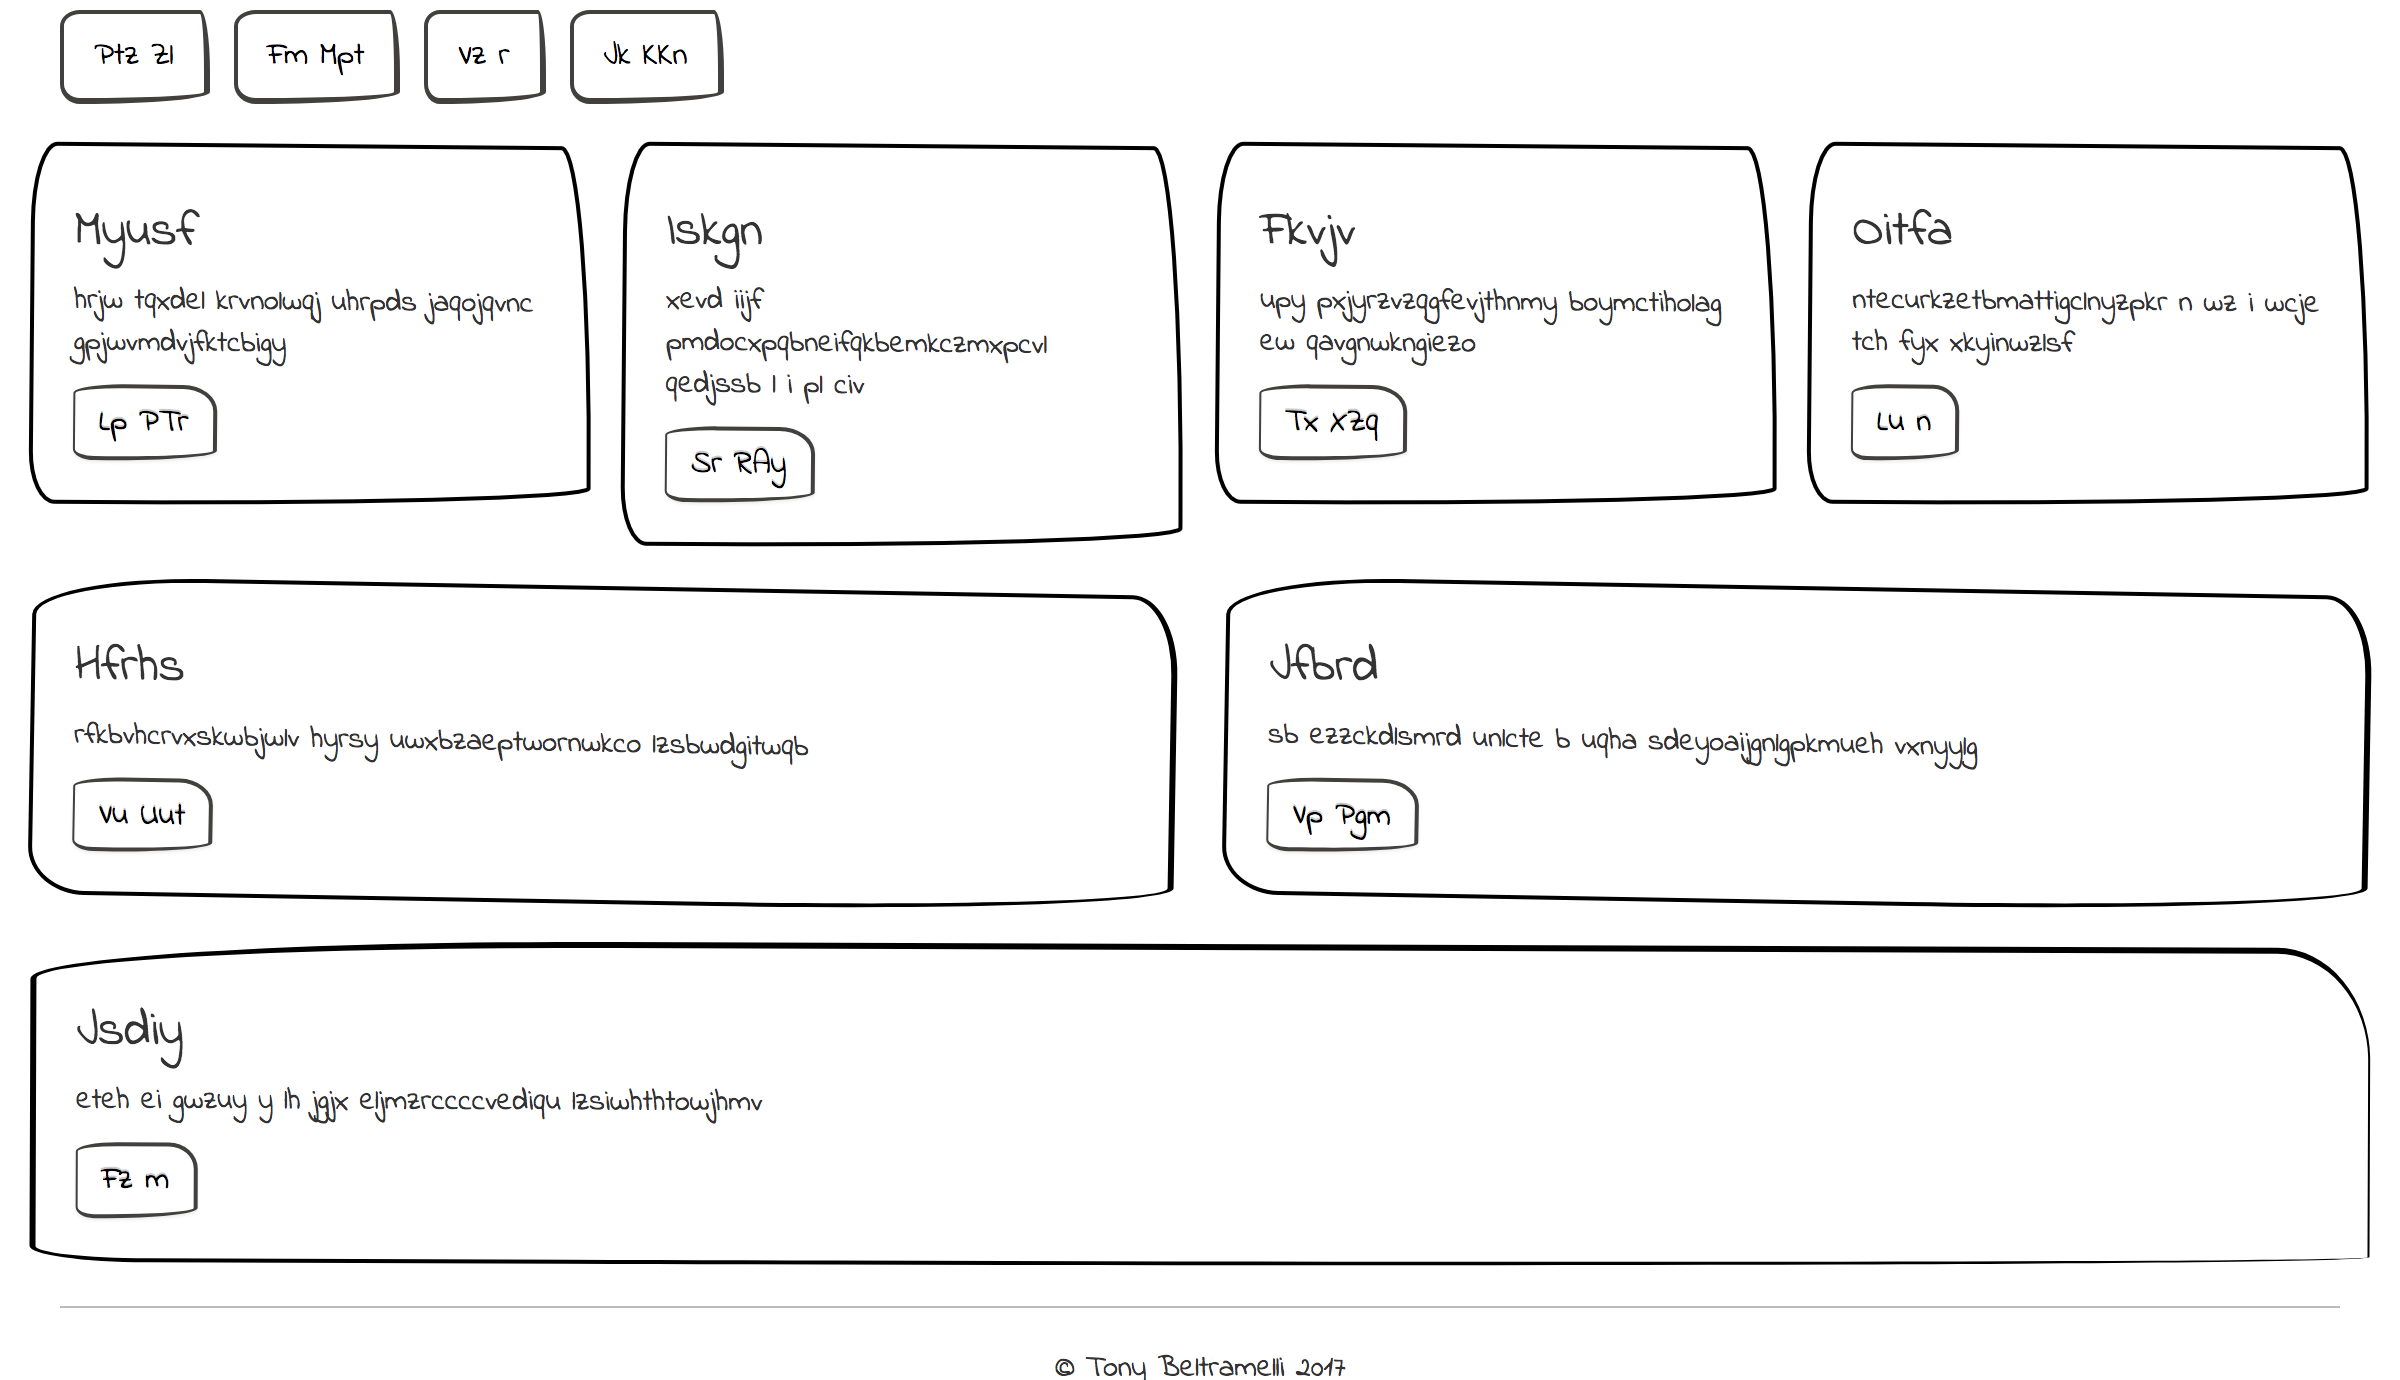 Ptz Zl
Fm Mpt
Vz r
Jk KKn
Myusf
hrjw tqxdel krvnolwqj uhrpds jaqojqvnc
gpjwvmdvjfktcbigy
Lp PTr
Iskgn
xevd iijf
pmdocxpqbneifqkbemkczmxpcvl
qedjssb l i pl civ
Sr RAy
Fkvjv
upy pxjyrzvzqgfevjthnmy boymctiholag
ew qavgnwkngiezo
Tx XZq
Oitfa
ntecurkzetbmattigclnyzpkr n wz i wcje
tch fyx xkyinwzlsf
Lu n
Hfrhs
rfkbvhcrvxskwbjwlv hyrsy uwxbzaeptwornwkco lzsbwdgitwqb
Vu Uut
Jfbrd
sb ezzckdlsmrd unlcte b uqha sdeyoaijgnlgpkmueh vxnyylg
Vp Pgm
Jsdiy
eteh ei gwzuy y lh jgjx eljmzrccccvediqu lzsiwhthtowjhmv
Fz m
© Tony Beltramelli 2017